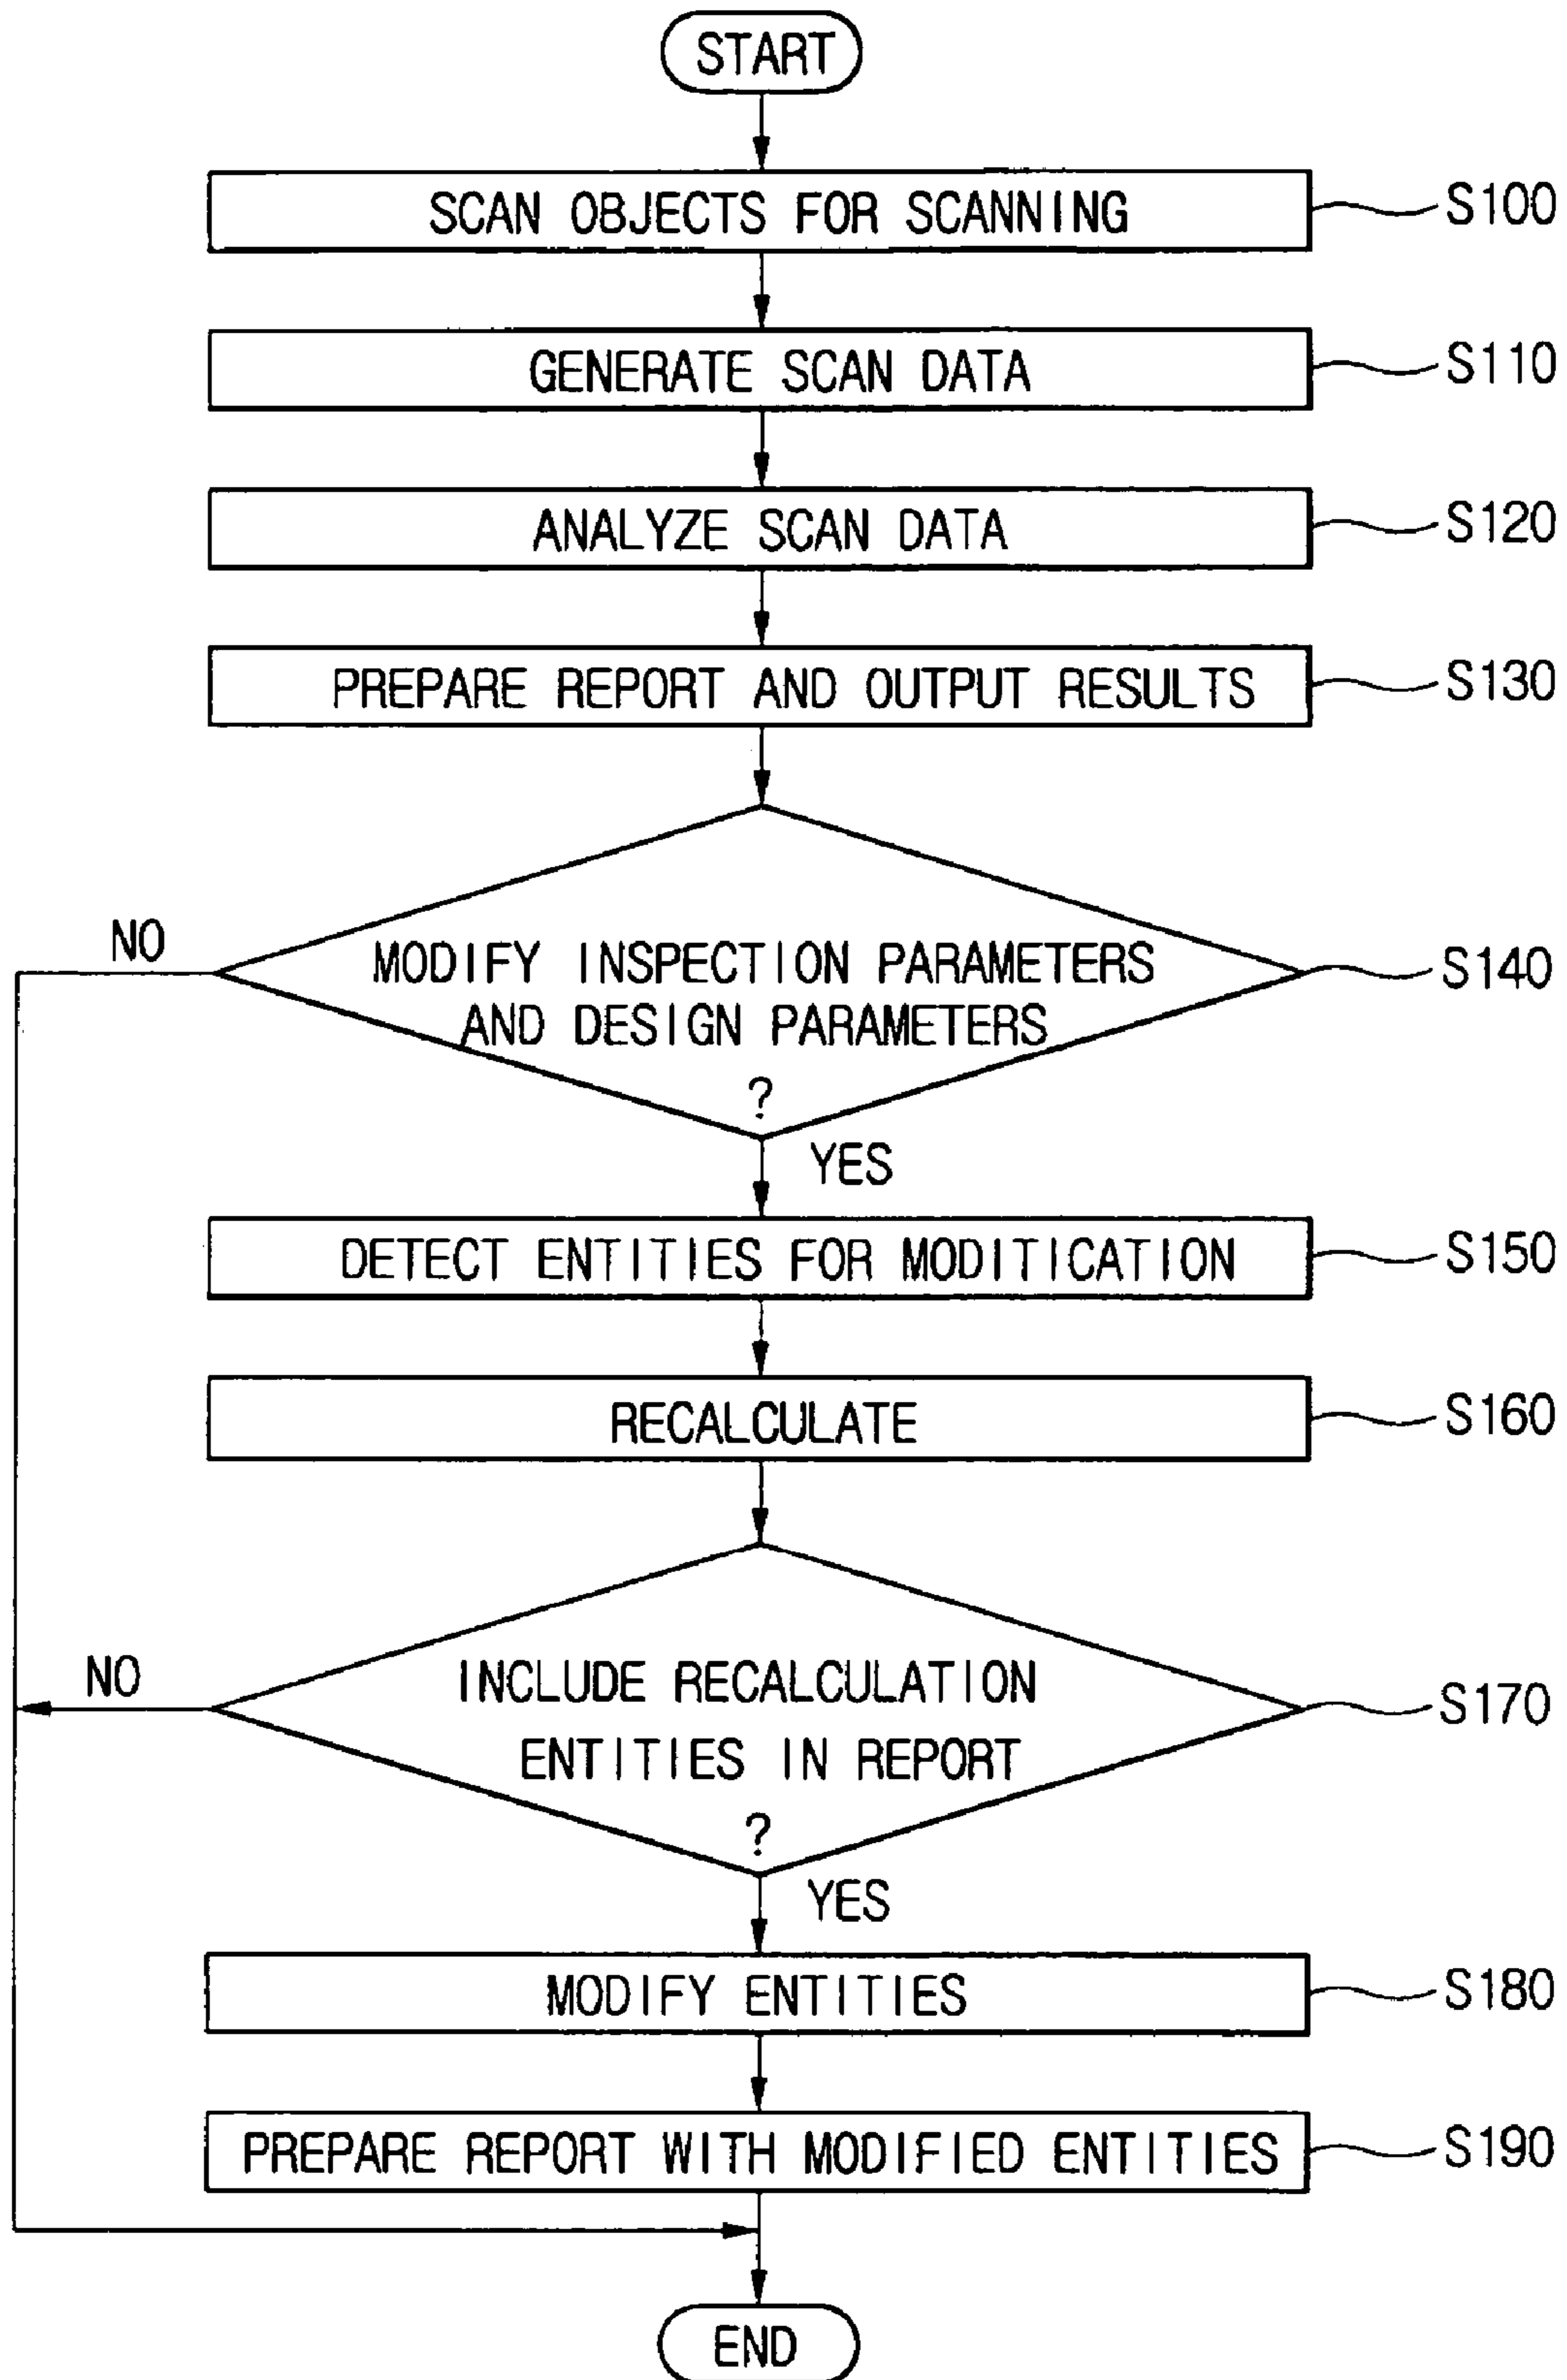 START
SCAN OBJECTS FOR SCANNING
S100
GENERATE SCAN DATA
S110
ANALYZE SCAN DATA
S120
PREPARE REPORT AND OUTPUT RESULTS
S130
NO
MODIFY INSPECTION PARAMETERS
AND DESIGN PARAMETERS
?
S140
YES
DETECT ENTITIES FOR MODITICATION
S150
RECALCULATE
S160
NO
INCLUDE RECALCULATION
ENTITIES IN REPORT
?
S170
YES
MODIFY ENTITIES
S180
PREPARE REPORT WITH MODIFIED ENTITIES
S190
END